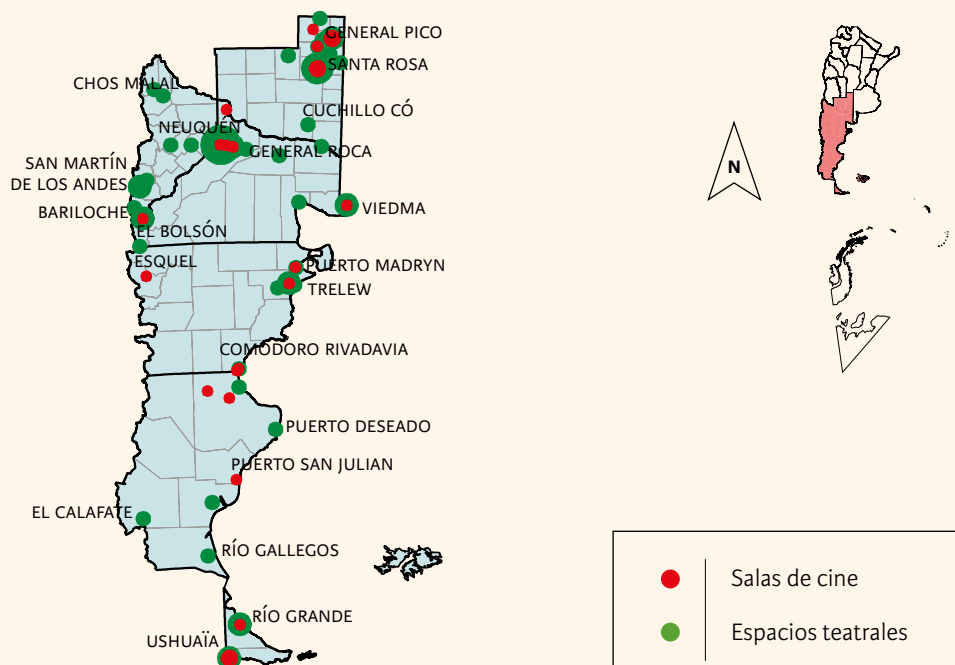 GENERAL PICO
SANTA ROSA
CHOS MALAL
CUCHILLO CÓ
NEUQUÉN
GENERAL ROCA
SAN MARTÍN
DE LOS ANDES
BARILOCHE
VIEDMA
EL BOLSÓN
ESQUEL
PUERTO MADRYN
TRELEW
COMODORO RIVADAVIA
PUERTO DESEADO
PUERTO SAN JULIAN
EL CALAFATE
RÍO GALLEGOS
RÍO GRANDE
USHUAÏA
N
Salas de cine
Espacios teatrales